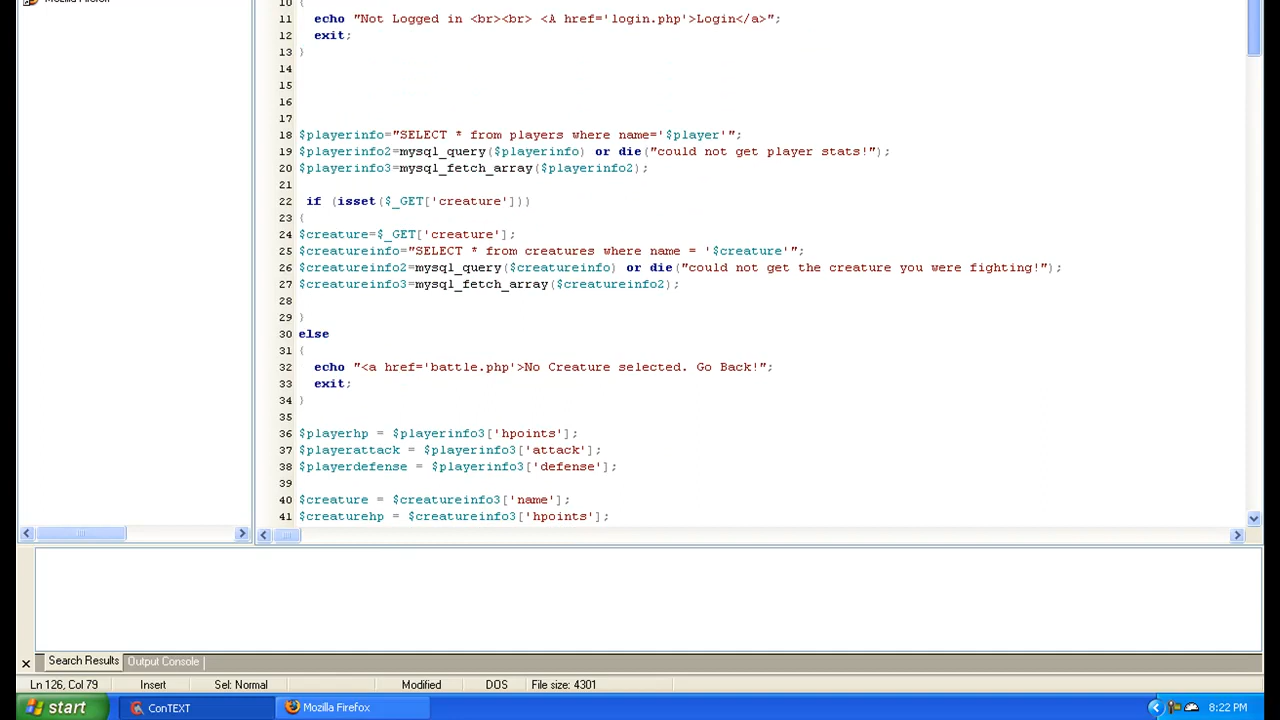 Mozilla Firefox
10 {
11 echo "Not Logged in <br><br> <A href='login.php'>Login</a>";
12 exit;
13 }
14
15
16
17
18 $playerinfo="SELECT * from players where name='$player'";
19 $playerinfo2=mysql_query($playerinfo) or die("could not get player stats!");
20 $playerinfo3=mysql_fetch_array($playerinfo2);
21
22 if (isset($_GET['creature']))
23 {
24 $creature=$_GET['creature'];
25 $creatureinfo="SELECT * from creatures where name = '$creature'";
26 $creatureinfo2=mysql_query($creatureinfo) or die("could not get the creature you were fighting!");
27 $creatureinfo3=mysql_fetch_array($creatureinfo2);
28
29 }
30 else
31 {
32 echo "<a href='battle.php'>No Creature selected. Go Back!";
33 exit;
34 }
35
36 $playerhp = $playerinfo3['hpoints'];
37 $playerattack = $playerinfo3['attack'];
38 $playerdefense = $playerinfo3['defense'];
39
40 $creature = $creatureinfo3['name'];
41 $creaturehp = $creatureinfo3['hpoints'];
Search Results Output Console
Ln 126, Col 79 Insert Sel: Normal Modified DOS File size: 4301
start ConTEXT Mozilla Firefox 8:22 PM